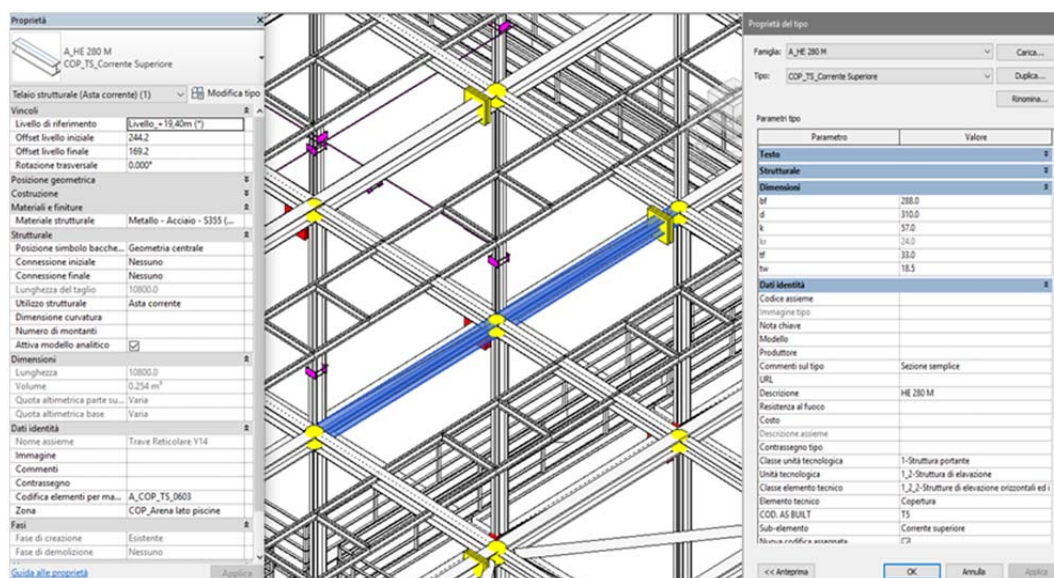 Proprietà
A_HE 280 M
COP_TS_Corrente Superiore
Telaio strutturale (Asta corrente) (1)
Modifica tipo
Vincoli
Livello di riferimento Livello_+19,40m (*)
Offset livello iniziale 244.2
Offset livello finale 169.2
Rotazione trasversale 0.000°
Posizione geometrica
Costruzione
Materiali e finiture
Materiale strutturale Metallo - Acciaio - S355 (...
Strutturale
Posizione simbolo bacche... Geometria centrale
Connessione iniziale Nessuno
Connessione finale Nessuno
Lunghezza del taglio 10800.0
Utilizzo strutturale Asta corrente
Dimensione curvatura
Numero di montanti
Attiva modello analitico
Dimensioni
Lunghezza 10800.0
Volume 0.254 m³
Quota altimetrica parte su... Varia
Quota altimetrica base Varia
Dati identità
Nome assieme Trave Reticolare Y14
Immagine
Commenti
Contrassegno
Codifica elementi per ma... A_COP_TS_0603
Zona COP_Arena lato piscine
Fasi
Fase di creazione Esistente
Fase di demolizione Nessuno
Guida alle proprietà
Applica
Proprietà del tipo
Famiglia: A_HE 280 M
Carica...
Tipo: COP_TS_Corrente Superiore
Duplica...
Rinomina...
Parametri tipo
Parametro Valore
Testo
Strutturale
Dimensioni
bf 288.0
d 310.0
k 57.0
kr 24.0
tf 33.0
tw 18.5
Dati identità
Codice assieme
Immagine tipo
Nota chiave
Modello
Produttore
Commenti sul tipo Sezione semplice
URL
Descrizione HE 280 M
Resistenza al fuoco
Costo
Descrizione assieme
Contrassegno tipo
Classe unità tecnologica 1-Struttura portante
Unità tecnologica 1_2-Struttura di elevazione
Classe elemento tecnico 1_2_2-Strutture di elevazione orizzontali ed i
Elemento tecnico Copertura
COD. AS BUILT TS
Sub-elemento Corrente superiore
Nuova codifica assegnata
<< Anteprima
OK
Annulla
Applica